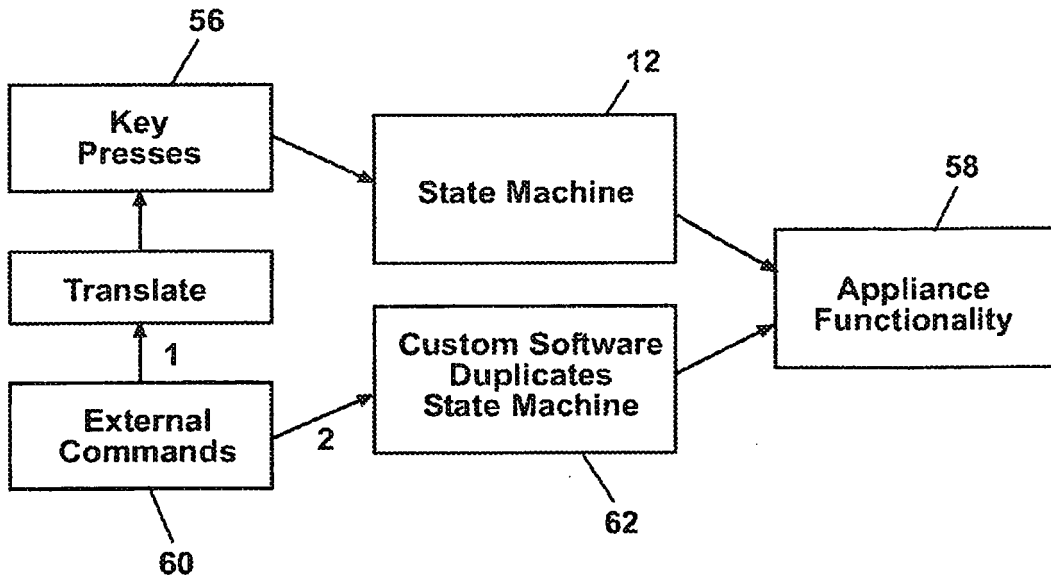 56
Key
Presses
12
State Machine
58
Appliance
Functionality
Translate
1
External
Commands
60
2
Custom Software
Duplicates
State Machine
62